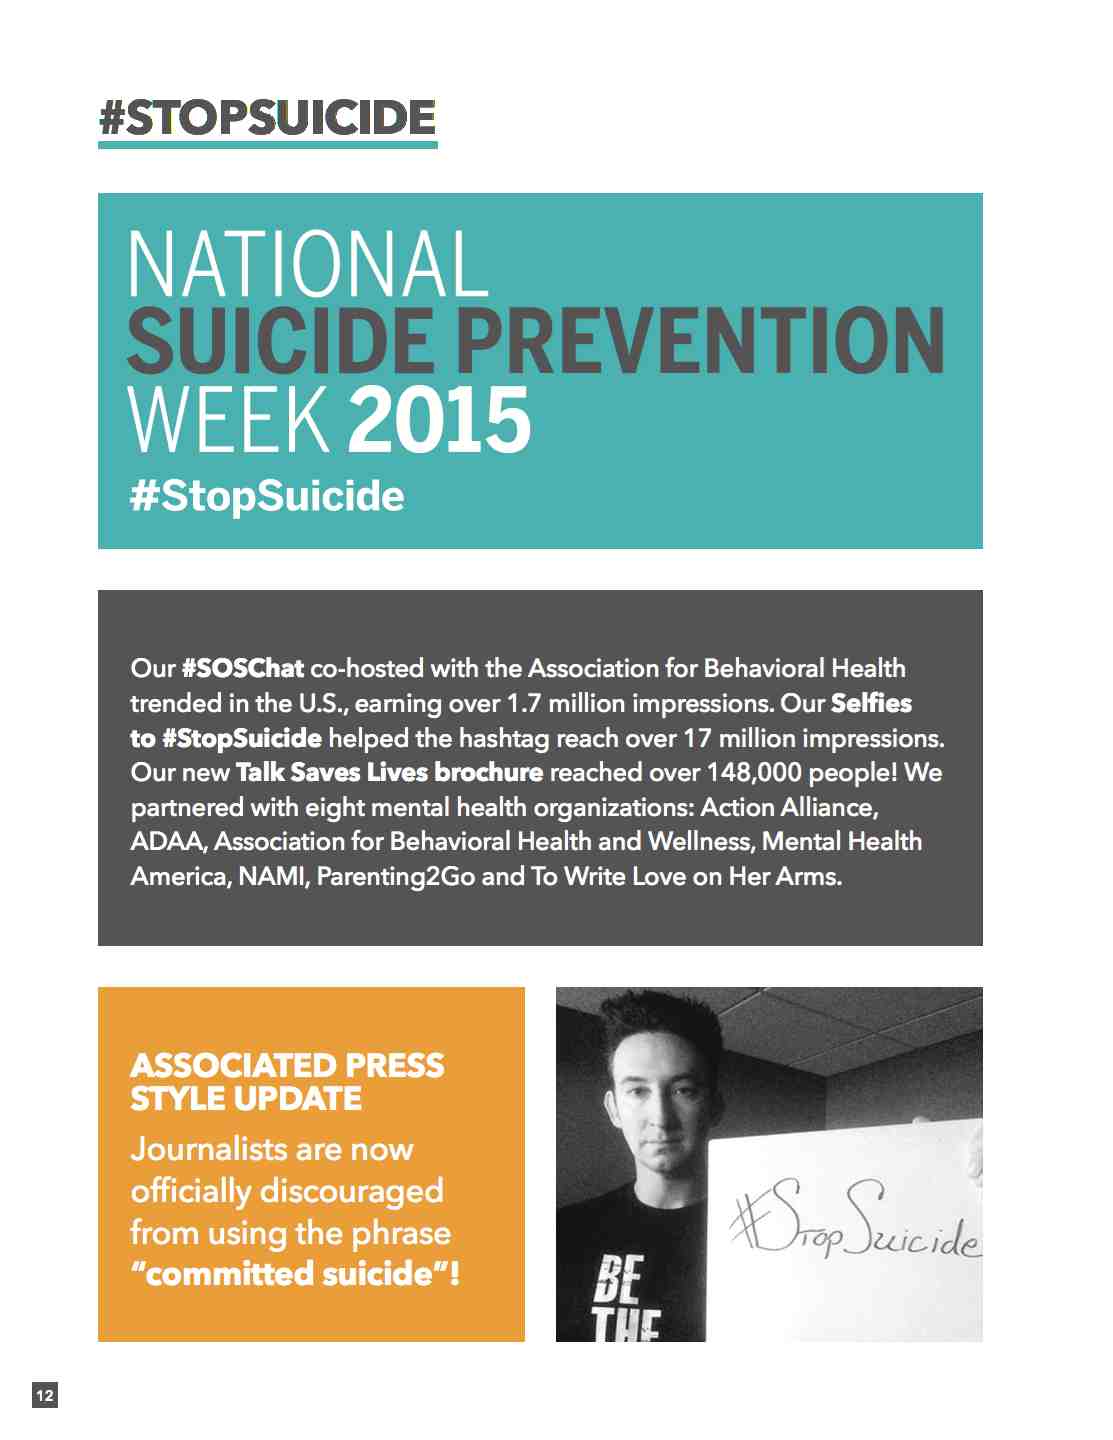 #STOPSUICIDE
NATIONAL
SUICIDE PREVENTION
WEEK 2015
#StopSuicide
Our #SOSChat co-hosted with the Association for Behavioral Health
trended in the U.S., earning over 1.7 million impressions. Our Selfies
to #StopSuicide helped the hashtag reach over 17 million impressions.
Our new Talk Saves Lives brochure reached over 148,000 people! We
partnered with eight mental health organizations: Action Alliance,
ADAA, Association for Behavioral Health and Wellness, Mental Health
America, NAMI, Parenting2Go and To Write Love on Her Arms.
ASSOCIATED PRESS
STYLE UPDATE
Journalists are now
officially discouraged
from using the phrase
“committed suicide”!
#StopSuicide
BE
THE
12